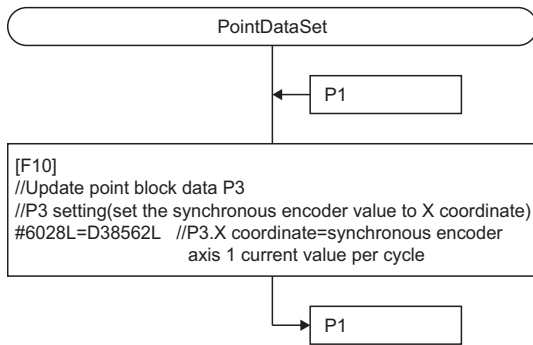 PointDataSet
P1
[F10]
//Update point block data P3
//P3 setting(set the synchronous encoder value to X coordinate)
#6028L=D38562L //P3.X coordinate=synchronous encoder
axis 1 current value per cycle
P1